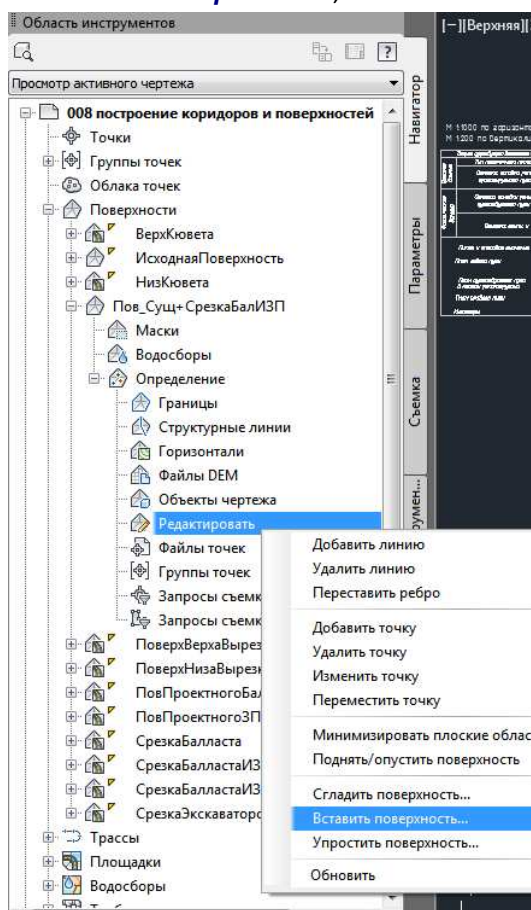 Область инструментов
[−][Верхняя][
Просмотр активного чертежа
008 построение коридоров и поверхностей
Точки
Группы точек
Облака точек
Поверхности
ВерхКювета
ИсходнаяПоверхность
НизКювета
Пов_Сущ+СрезкаБалИЗП
Маски
Водосборы
Определение
Границы
Структурные линии
Горизонтали
Файлы DEM
Объекты чертежа
Редактировать
Файлы точек
Группы точек
Запросы съемк
Запросы съемк
ПоверхВерхаВырез
ПоверхНизаВырезк
ПовПроектногоБал
ПовПроектногоЗП
СрезкаБалласта
СрезкаБалластаИЗ
СрезкаБалластаИЗ
СрезкаЭкскаваторо
Трассы
Площадки
Водосборы
Навигатор
Параметры
Съемка
Добавить линию
Удалить линию
Переставить ребро
Добавить точку
Удалить точку
Изменить точку
Переместить точку
Минимизировать плоские облас
Поднять/опустить поверхность
Сгладить поверхность...
Вставить поверхность...
Упростить поверхность...
Обновить